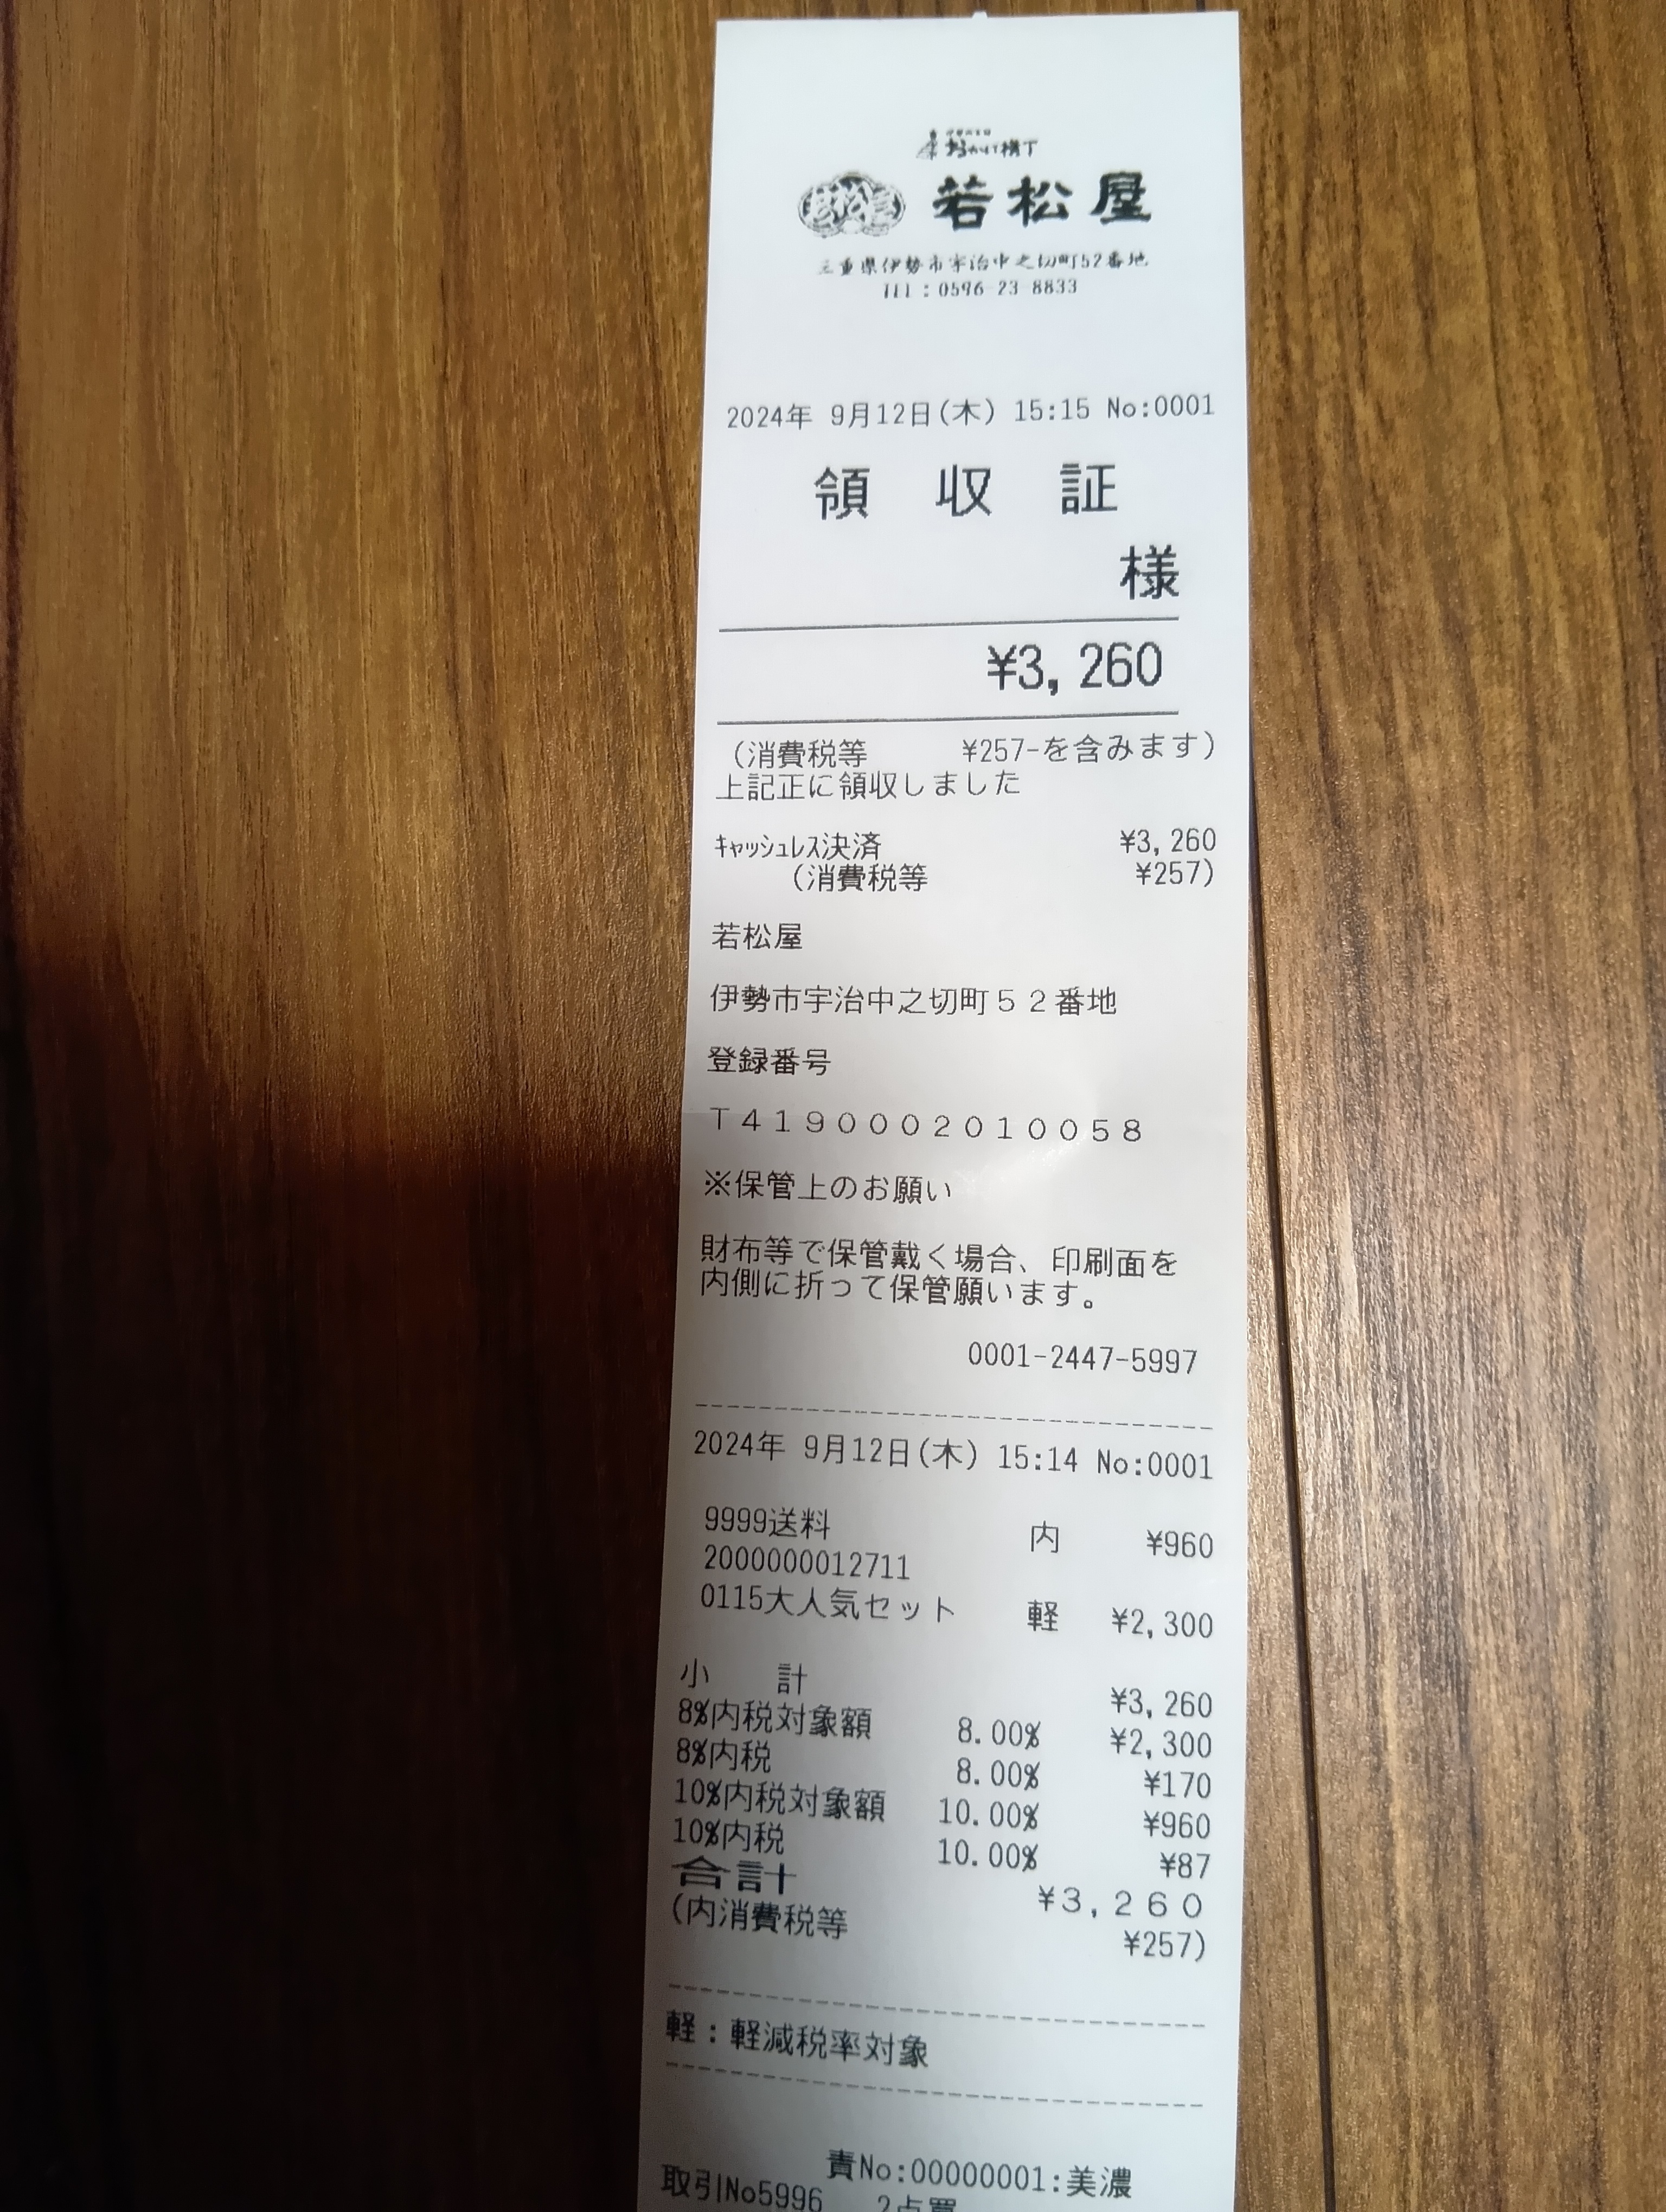 おかげ横丁
若松屋
三重県伊勢市宇治中之切町52番地
TEL:0596-23-8833
2024年 9月12日(木) 15:15 No:0001
領 収 証
様
¥3,260
(消費税等 ¥257-を含みます)
上記正に領収しました
ｷｬｯｼｭﾚｽ決済 ¥3,260
(消費税等 ¥257)
若松屋
伊勢市宇治中之切町５２番地
登録番号
Ｔ４１９０００２０１００５８
※保管上のお願い
財布等で保管戴く場合、印刷面を
内側に折って保管願います。
0001-2447-5997
2024年 9月12日(木) 15:14 No:0001
9999送料 内 ¥960
2000000012711
0115大人気セット 軽 ¥2,300
小 計 ¥3,260
8%内税対象額 8.00% ¥2,300
8%内税 8.00% ¥170
10%内税対象額 10.00% ¥960
10%内税 10.00% ¥87
合計 ¥３,２６０
(内消費税等 ¥257)
軽：軽減税率対象
責No:00000001:美濃
取引No5996 2点買